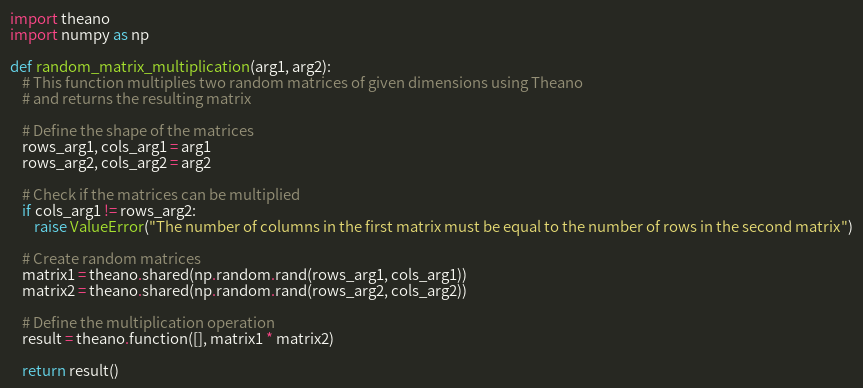 import theano
import numpy as np
def random_matrix_multiplication(arg1, arg2):
# This function multiplies two random matrices of given dimensions using Theano
# and returns the resulting matrix
# Define the shape of the matrices
rows_arg1, cols_arg1 = arg1
rows_arg2, cols_arg2 = arg2
# Check if the matrices can be multiplied
if cols_arg1 != rows_arg2:
raise ValueError("The number of columns in the first matrix must be equal to the number of rows in the second matrix")
# Create random matrices
matrix1 = theano.shared(np.random.rand(rows_arg1, cols_arg1))
matrix2 = theano.shared(np.random.rand(rows_arg2, cols_arg2))
# Define the multiplication operation
result = theano.function([], matrix1 * matrix2)
return result()